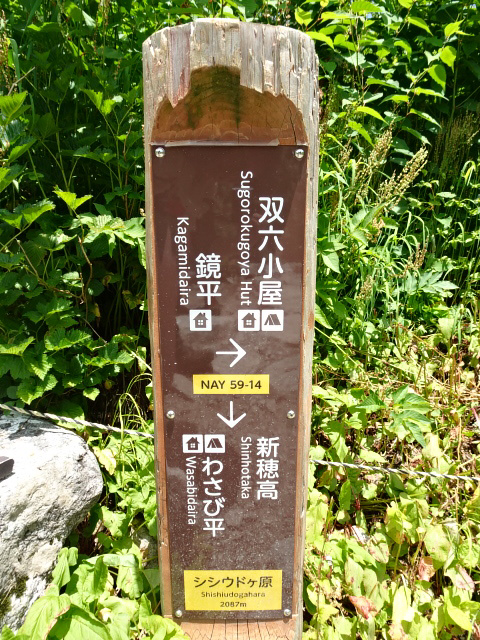 双六小屋
Sugorokugoya Hut
鏡平
Kagamidaira
→
NAY 59-14
↓
新穂高
Shinhotaka
わさび平
Wasabidaira
シシウドヶ原
Shishiudogahara
2087m